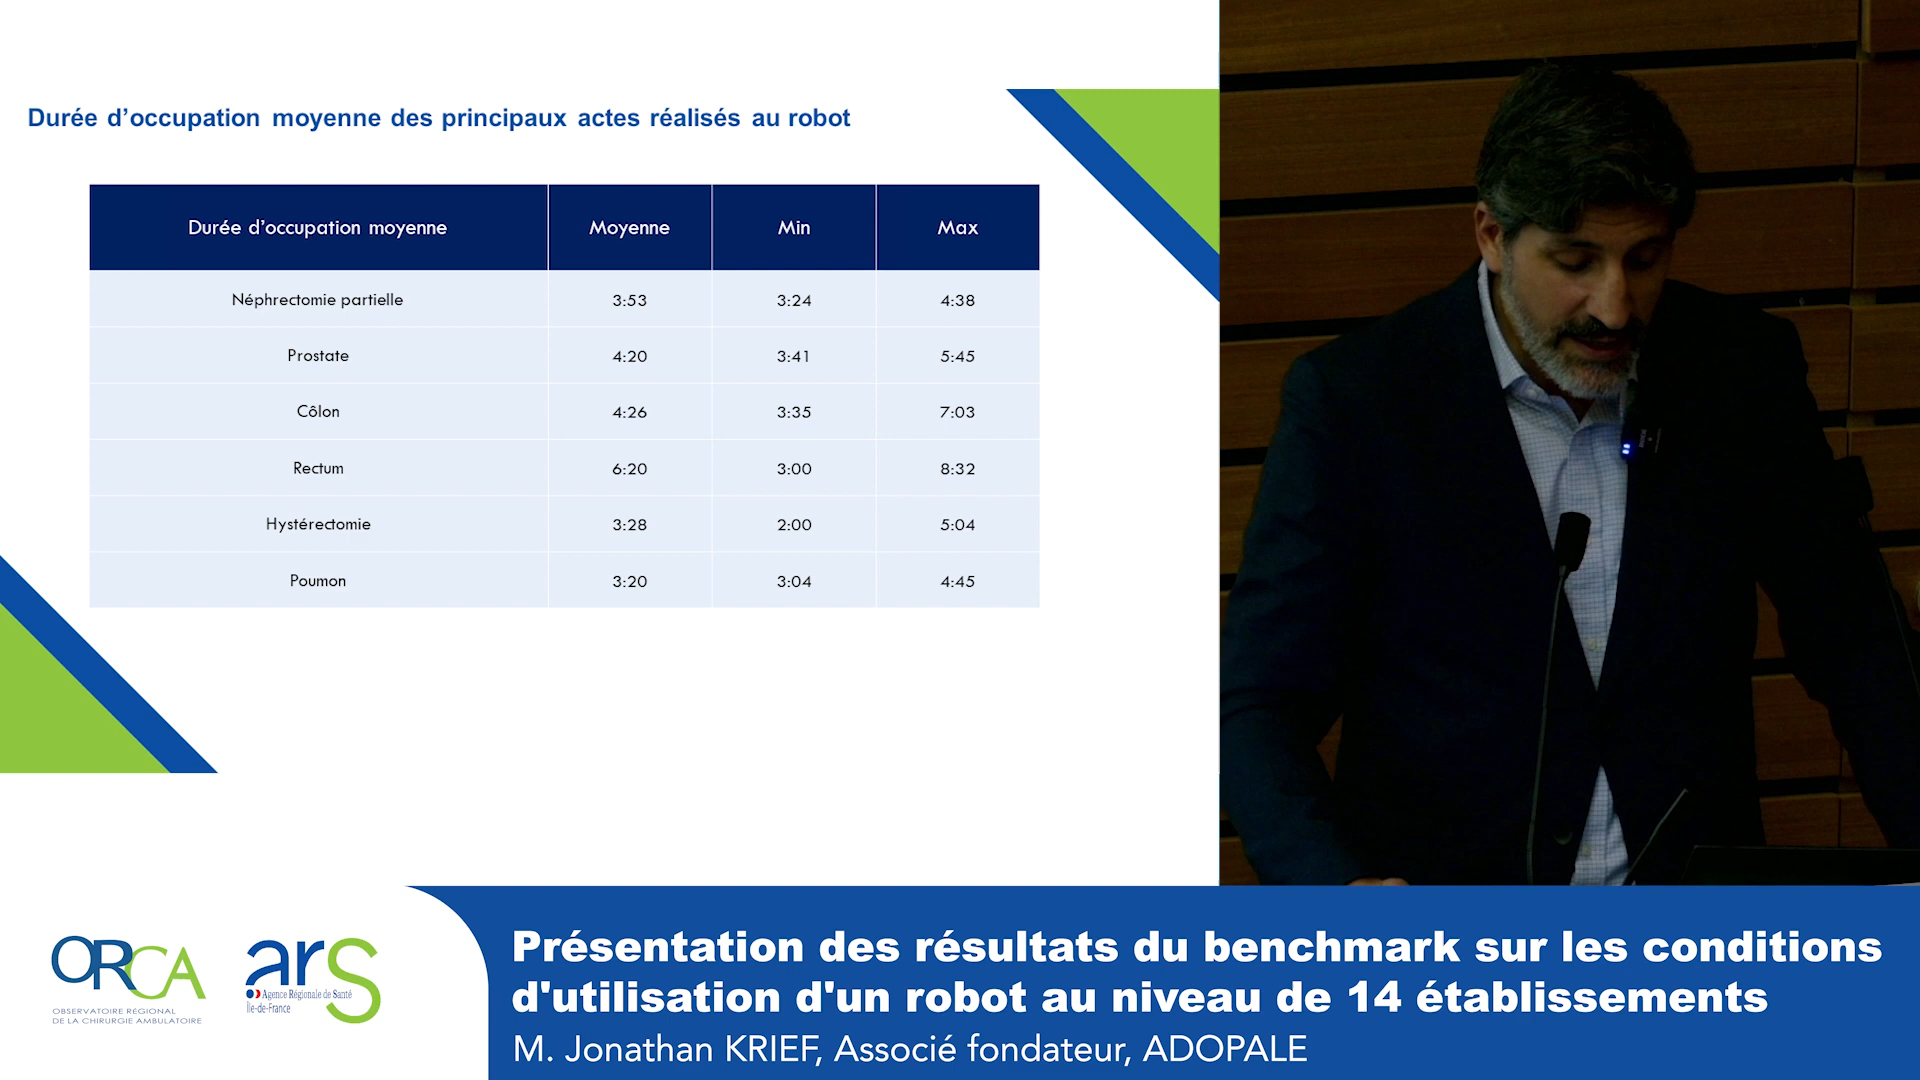 Durée d’occupation moyenne des principaux actes réalisés au robot
Durée d’occupation moyenne Moyenne Min Max
Néphrectomie partielle 3:53 3:24 4:38
Prostate 4:20 3:41 5:45
Côlon 4:26 3:35 7:03
Rectum 6:20 3:00 8:32
Hystérectomie 3:28 2:00 5:04
Poumon 3:20 3:04 4:45
ORCA
OBSERVATOIRE RÉGIONAL
DE LA CHIRURGIE AMBULATOIRE
ars
Agence Régionale de Santé
Île-de-France
Présentation des résultats du benchmark sur les conditions
d'utilisation d'un robot au niveau de 14 établissements
M. Jonathan KRIEF, Associé fondateur, ADOPALE